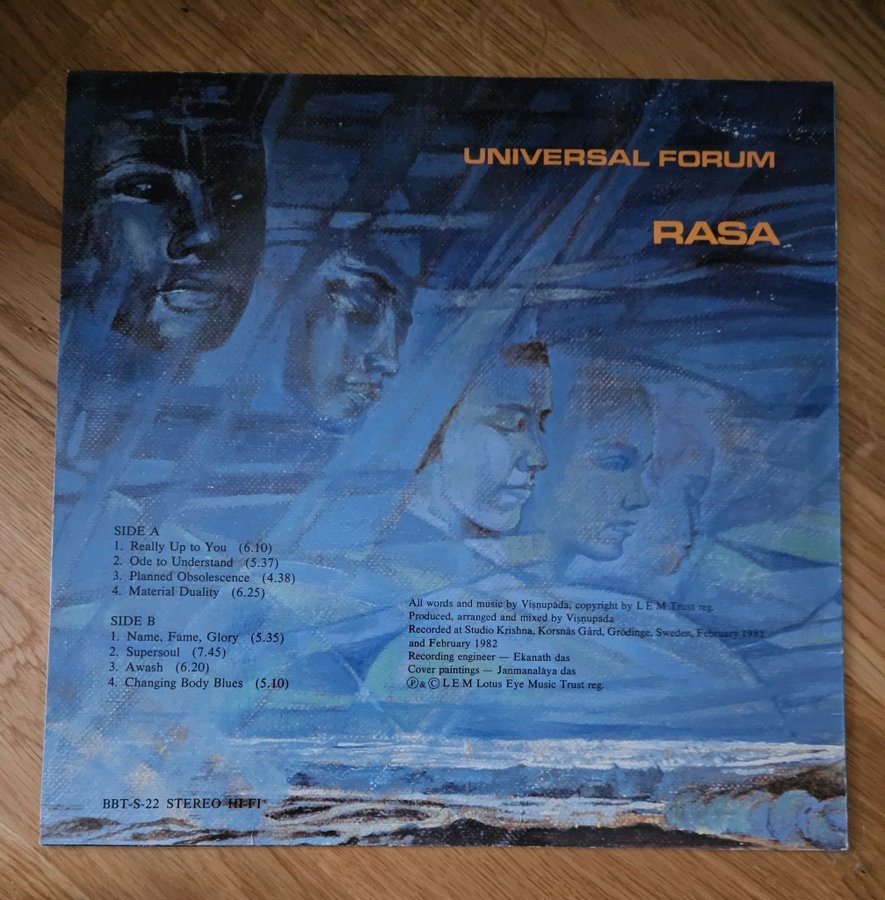 UNIVERSAL FORUM
RASA
SIDE A
1. Really Up to You (6.10)
2. Ode to Understand (5.37)
3. Planned Obsolescence (4.38)
4. Material Duality (6.25)
SIDE B
1. Name, Fame, Glory (5.35)
2. Supersoul (7.45)
3. Awash (6.20)
4. Changing Body Blues (5.10)
All words and music by Viṣṇupāda, copyright by L E M Trust reg.
Produced, arranged and mixed by Viṣṇupāda
Recorded at Studio Krishna, Korsnäs Gård, Grödinge, Sweden, February 1981
and February 1982
Recording engineer — Ekanath das
Cover paintings — Janmanalāya das
Ⓟ & Ⓒ L E M Lotus Eye Music Trust reg.
BBT-S-22 STEREO HI-FI